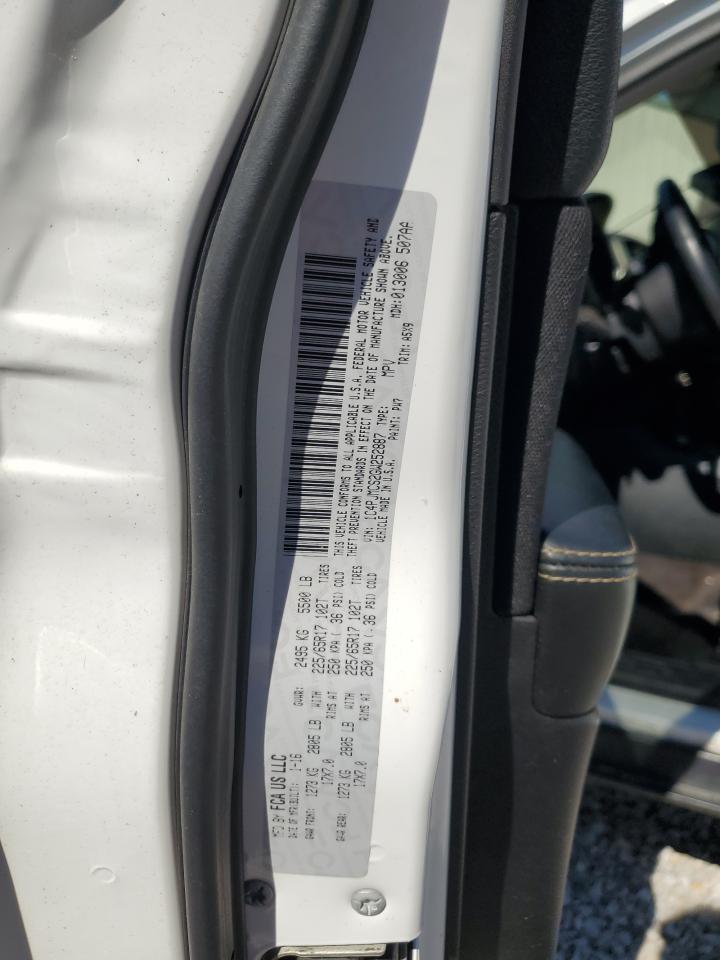 MFD BY FCA US LLC
DATE OF MFR(BUILT): 1-16 GVWR: 2495 KG 5500 LB
GAWR FRONT: 1273 KG 2805 LB WITH 225/65R17 102T TIRES
17X7.0 RIMS AT 250 KPA ( 36 PSI) COLD
GAWR REAR: 1273 KG 2805 LB WITH 225/65R17 102T TIRES
17X7.0 RIMS AT 250 KPA ( 36 PSI) COLD
THIS VEHICLE CONFORMS TO ALL APPLICABLE U.S.A. FEDERAL MOTOR VEHICLE SAFETY AND
THEFT PREVENTION STANDARDS IN EFFECT ON THE DATE OF MANUFACTURE SHOWN ABOVE.
VIN: 1C4PJMCS2GW252887 TYPE: MPV MDH:013006 507AA
VEHICLE MADE IN U.S.A. PAINT: PW7 TRIM: A5X9